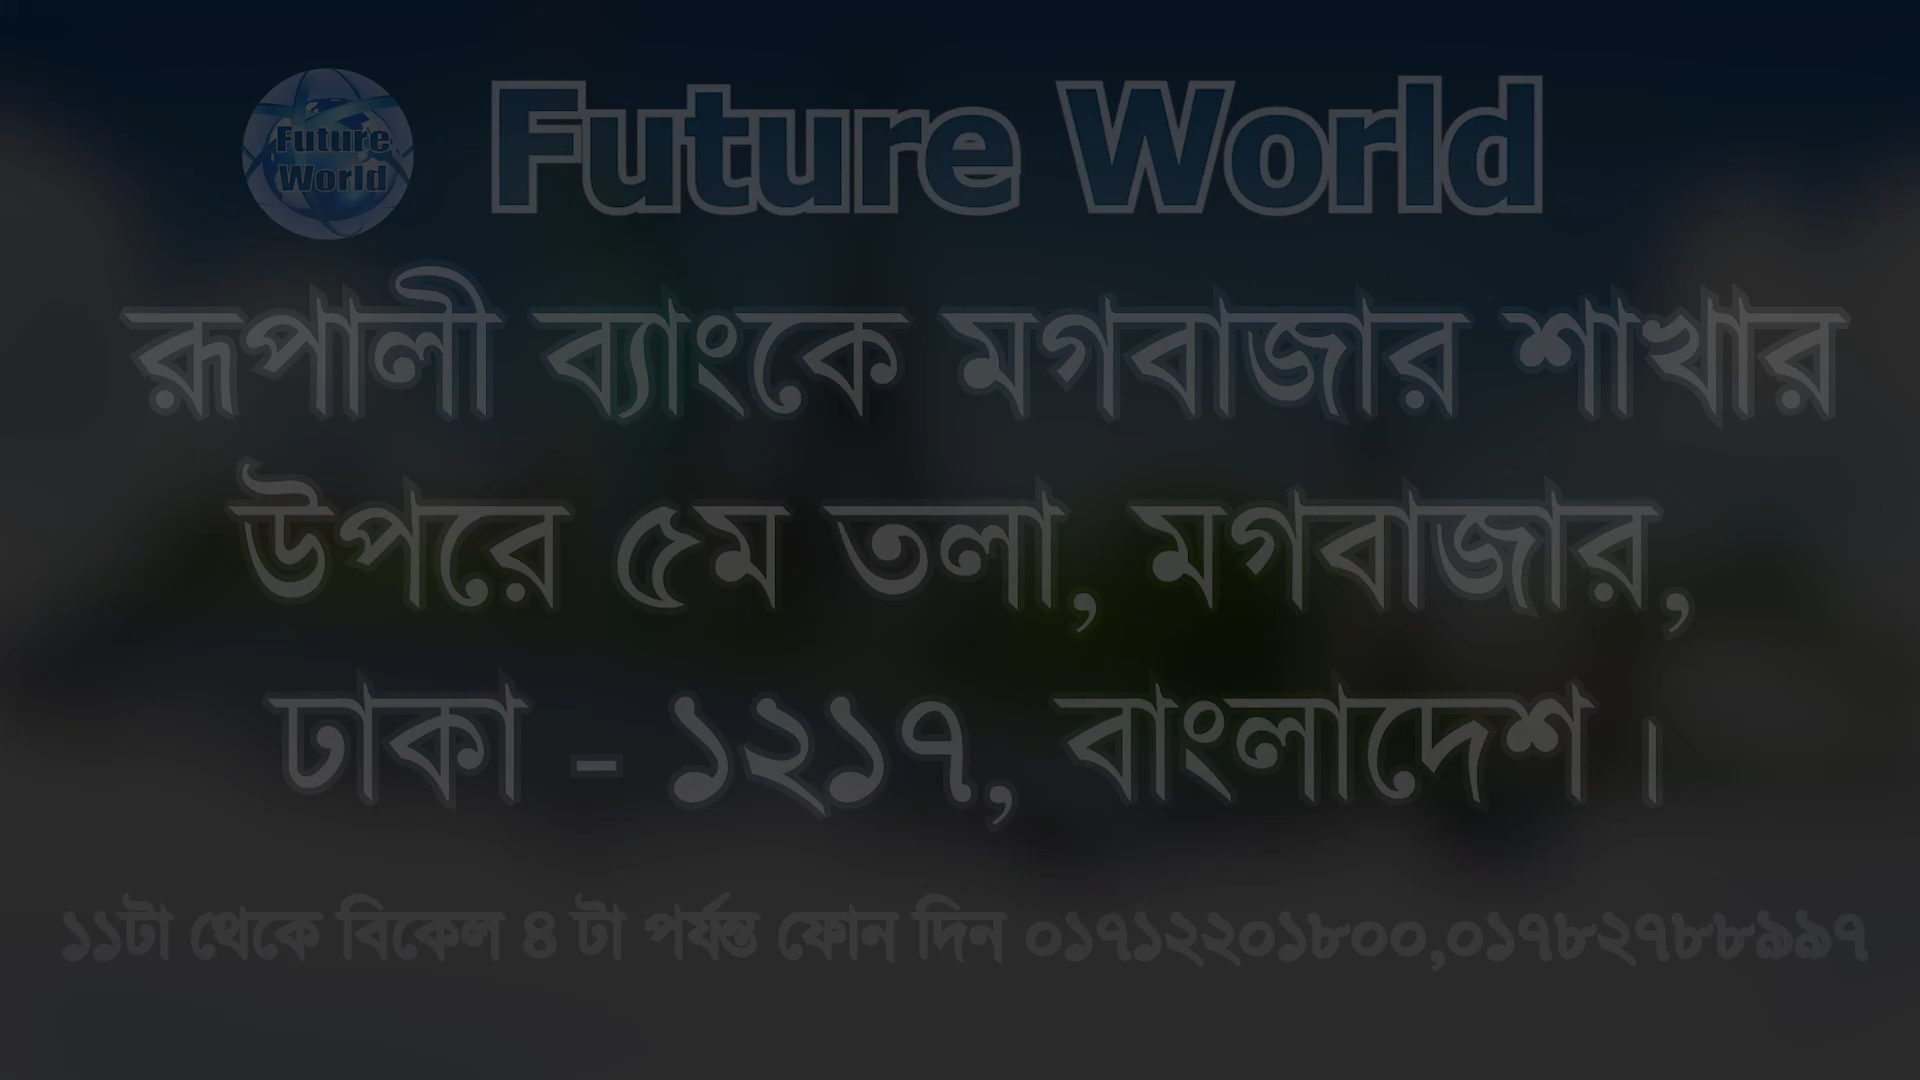 Future
World
Future World
রূপালী ব্যাংকে মগবাজার শাখার
উপরে ৫ম তলা, মগবাজার,
ঢাকা - ১২১৭, বাংলাদেশ।
১১টা থেকে বিকেল ৪ টা পর্যন্ত ফোন দিন ০১৭১২২০১৮০০,০১৭৮২৭৮৮৯৯৭